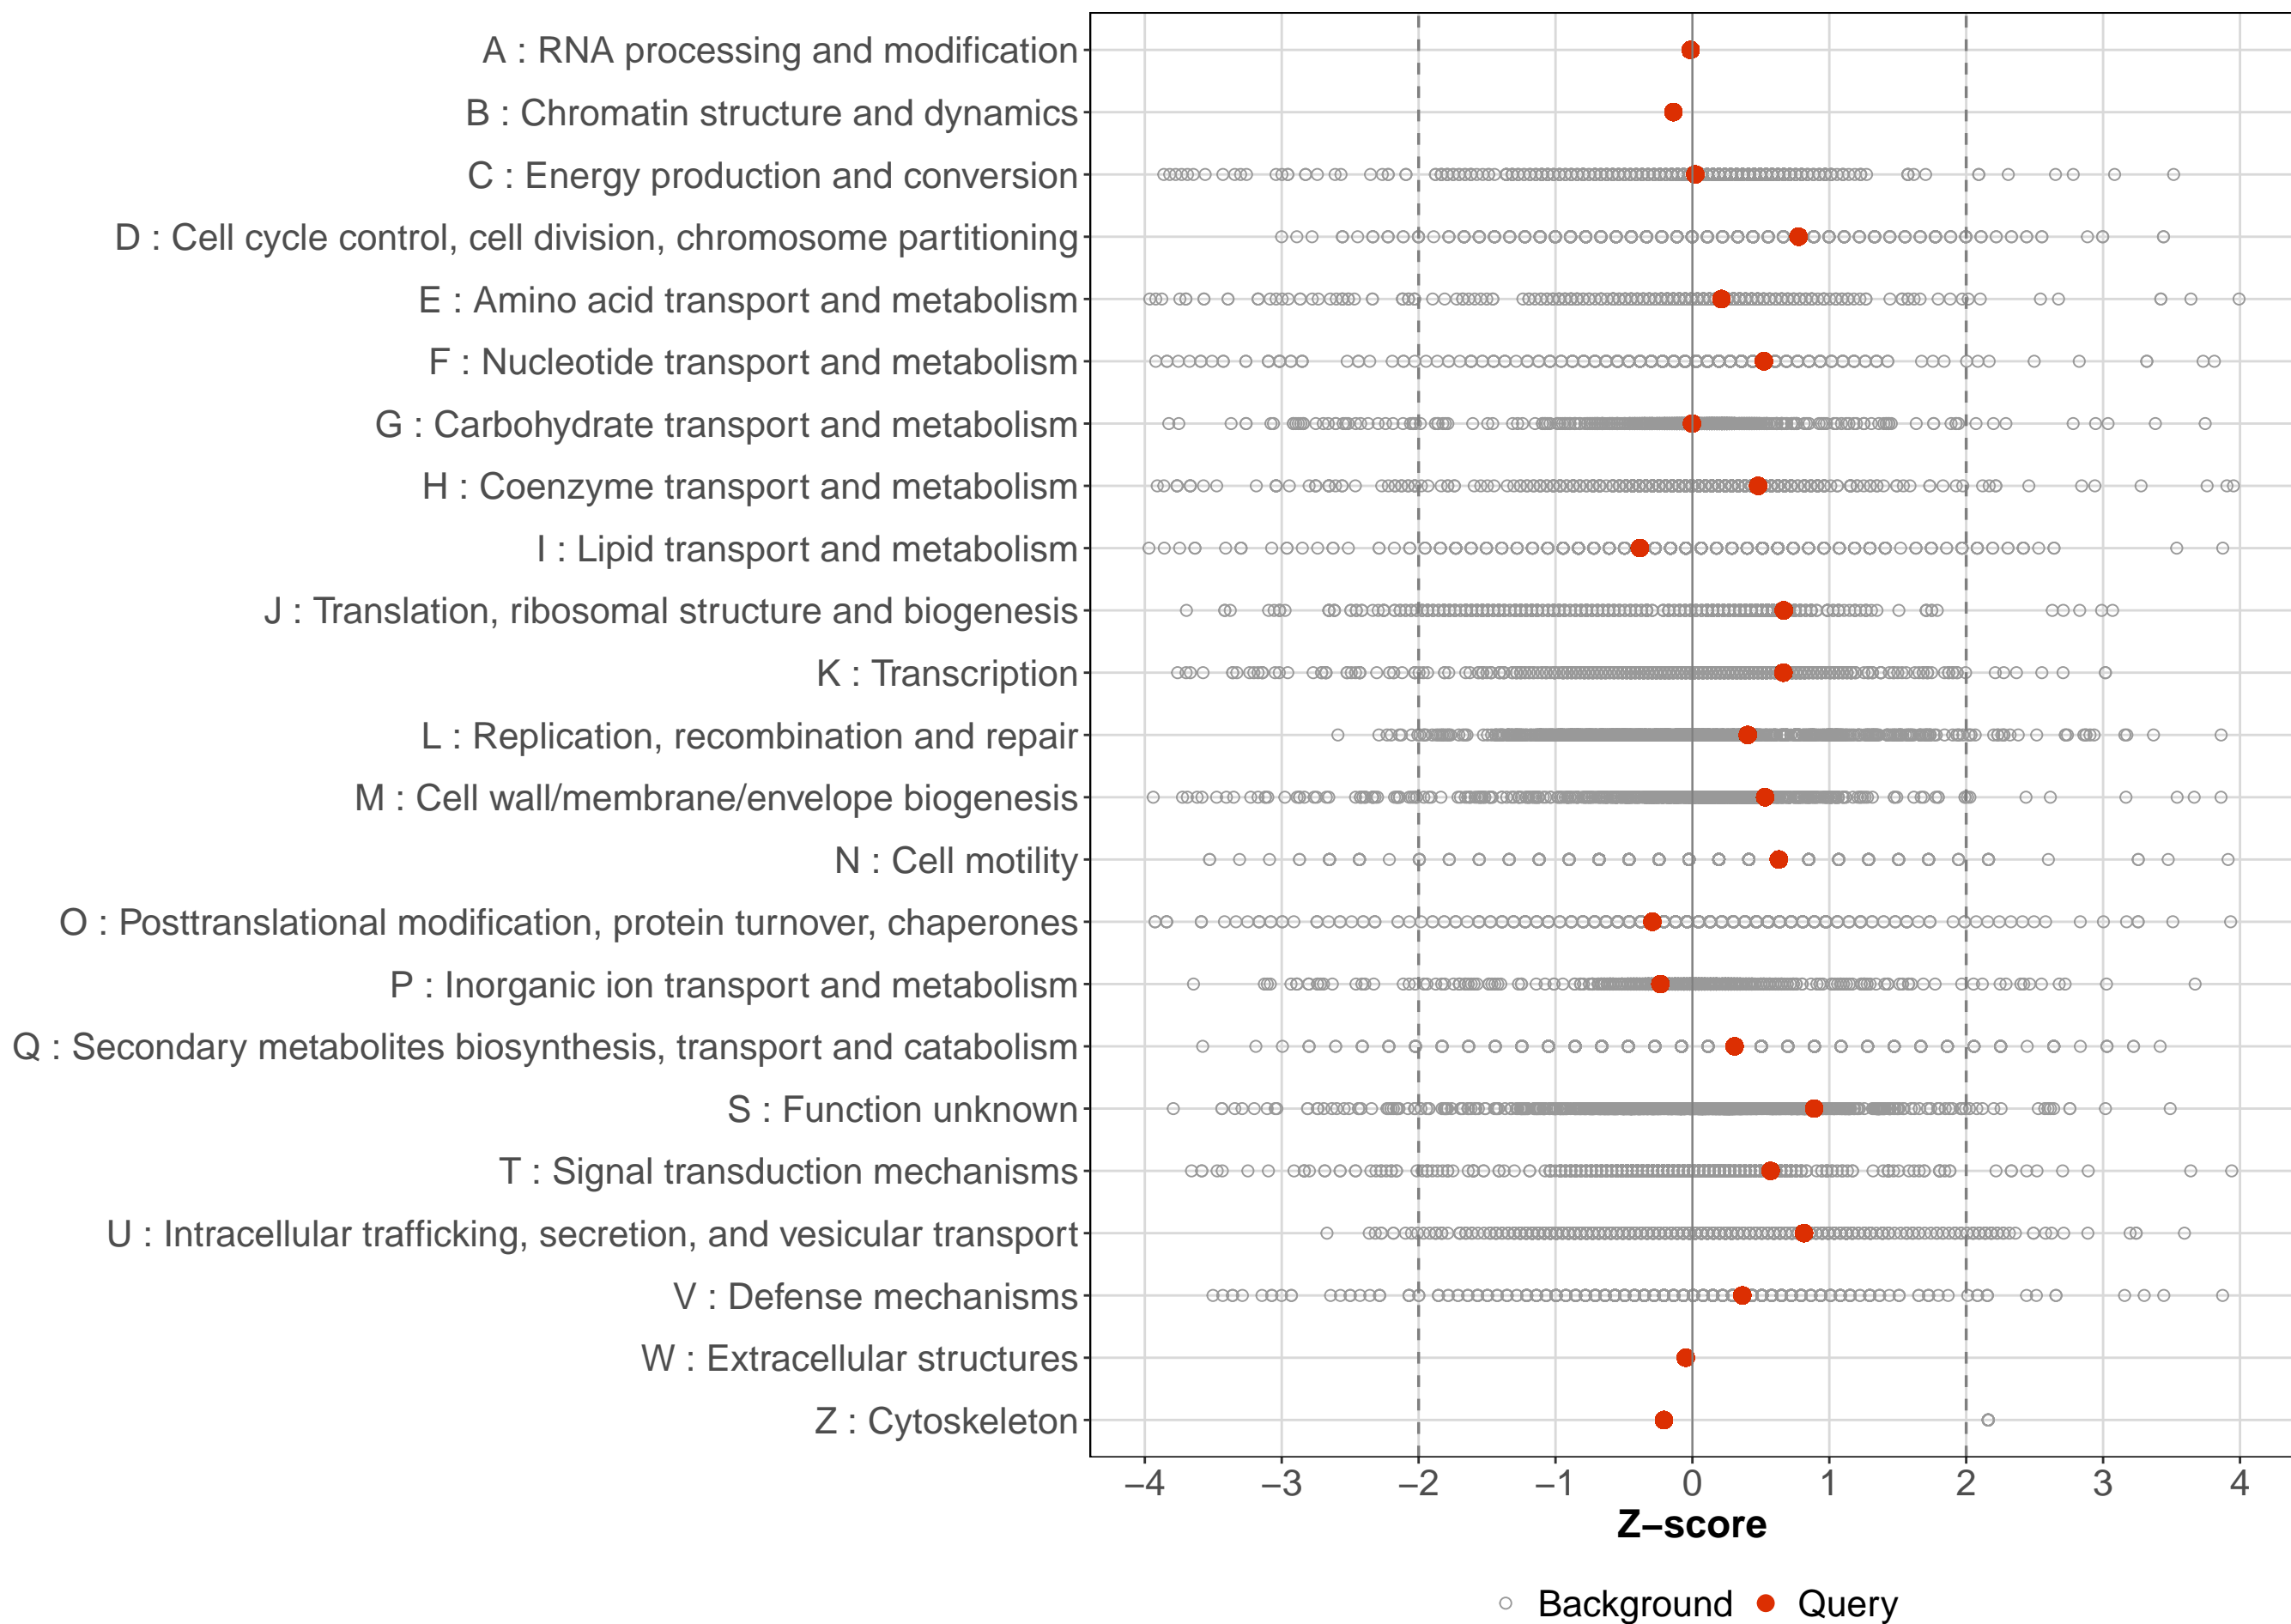 A : RNA processing and modification
B : Chromatin structure and dynamics
C : Energy production and conversion
D : Cell cycle control, cell division, chromosome partitioning
E : Amino acid transport and metabolism
F : Nucleotide transport and metabolism
G : Carbohydrate transport and metabolism
H : Coenzyme transport and metabolism
I : Lipid transport and metabolism
J : Translation, ribosomal structure and biogenesis
K : Transcription
L : Replication, recombination and repair
M : Cell wall/membrane/envelope biogenesis
N : Cell motility
O : Posttranslational modification, protein turnover, chaperones
P : Inorganic ion transport and metabolism
Q : Secondary metabolites biosynthesis, transport and catabolism
S : Function unknown
T : Signal transduction mechanisms
U : Intracellular trafficking, secretion, and vesicular transport
V : Defense mechanisms
W : Extracellular structures
Z : Cytoskeleton
−4 −3 −2 −1 0 1 2 3 4
Z−score
Background Query